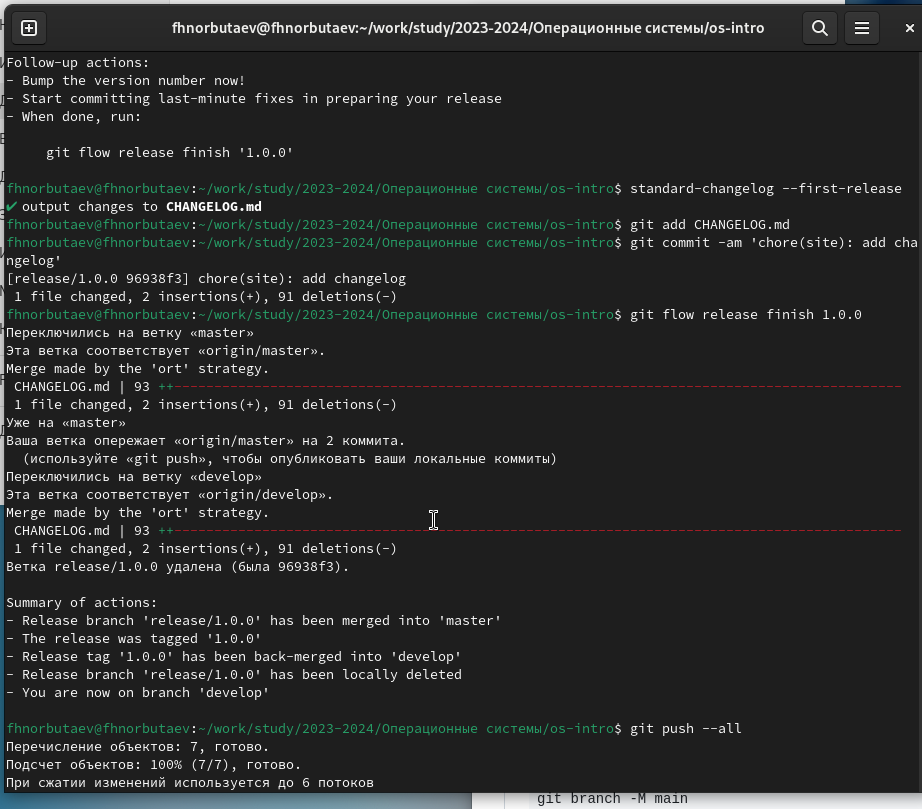 fhnorbutaev@fhnorbutaev:~/work/study/2023-2024/Операционные системы/os-intro
Follow-up actions:
- Bump the version number now!
- Start committing last-minute fixes in preparing your release
- When done, run:
git flow release finish '1.0.0'
fhnorbutaev@fhnorbutaev:~/work/study/2023-2024/Операционные системы/os-intro$ standard-changelog --first-release
✔ output changes to CHANGELOG.md
fhnorbutaev@fhnorbutaev:~/work/study/2023-2024/Операционные системы/os-intro$ git add CHANGELOG.md
fhnorbutaev@fhnorbutaev:~/work/study/2023-2024/Операционные системы/os-intro$ git commit -am 'chore(site): add cha
ngelog'
[release/1.0.0 96938f3] chore(site): add changelog
1 file changed, 2 insertions(+), 91 deletions(-)
fhnorbutaev@fhnorbutaev:~/work/study/2023-2024/Операционные системы/os-intro$ git flow release finish 1.0.0
Переключились на ветку «master»
Эта ветка соответствует «origin/master».
Merge made by the 'ort' strategy.
CHANGELOG.md | 93 ++-------------------------------------------------------------------------------------------
1 file changed, 2 insertions(+), 91 deletions(-)
Уже на «master»
Ваша ветка опережает «origin/master» на 2 коммита.
(используйте «git push», чтобы опубликовать ваши локальные коммиты)
Переключились на ветку «develop»
Эта ветка соответствует «origin/develop».
Merge made by the 'ort' strategy.
CHANGELOG.md | 93 ++-------------------------------------------------------------------------------------------
1 file changed, 2 insertions(+), 91 deletions(-)
Ветка release/1.0.0 удалена (была 96938f3).
Summary of actions:
- Release branch 'release/1.0.0' has been merged into 'master'
- The release was tagged '1.0.0'
- Release tag '1.0.0' has been back-merged into 'develop'
- Release branch 'release/1.0.0' has been locally deleted
- You are now on branch 'develop'
fhnorbutaev@fhnorbutaev:~/work/study/2023-2024/Операционные системы/os-intro$ git push --all
Перечисление объектов: 7, готово.
Подсчет объектов: 100% (7/7), готово.
При сжатии изменений используется до 6 потоков
git branch -M main